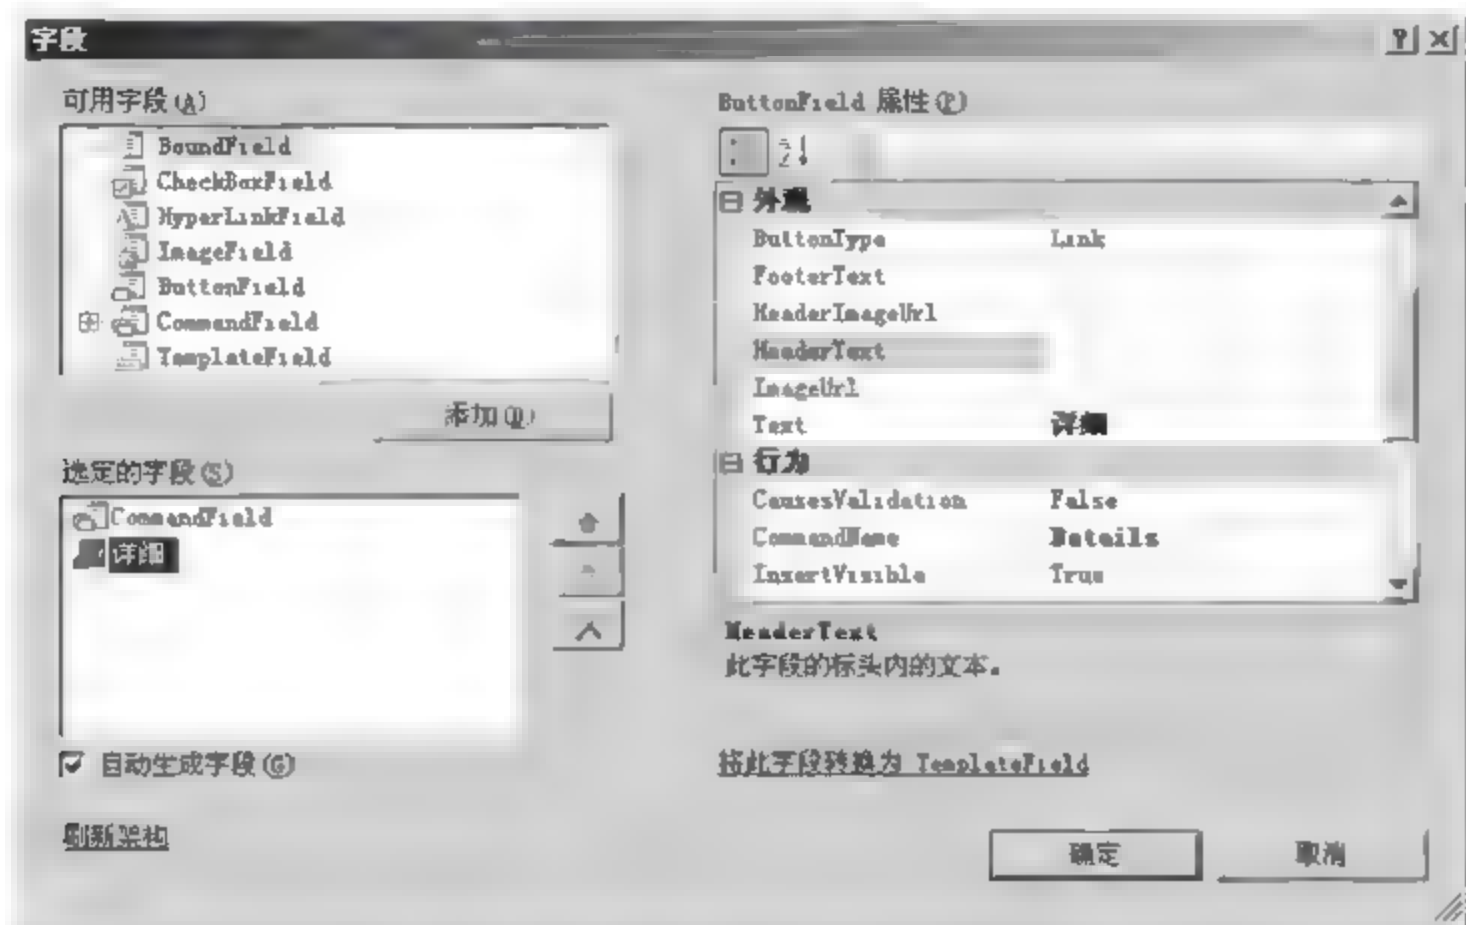 字段
可用字段(A)
BoundField
CheckBoxField
HyperLinkField
ImageField
ButtonField
CommandField
TemplateField
添加(D)
选定的字段(S)
CommandField
详细
自动生成字段(G)
刷新架构
ButtonField 属性(P)
外观
ButtonType Link
FooterText
HeaderImageUrl
HeaderText
ImageUrl
Text 详细
行为
CausesValidation False
CommandName Details
InsertVisible True
HeaderText
此字段的标头内的文本。
将此字段转换为 TemplateField
确定 取消